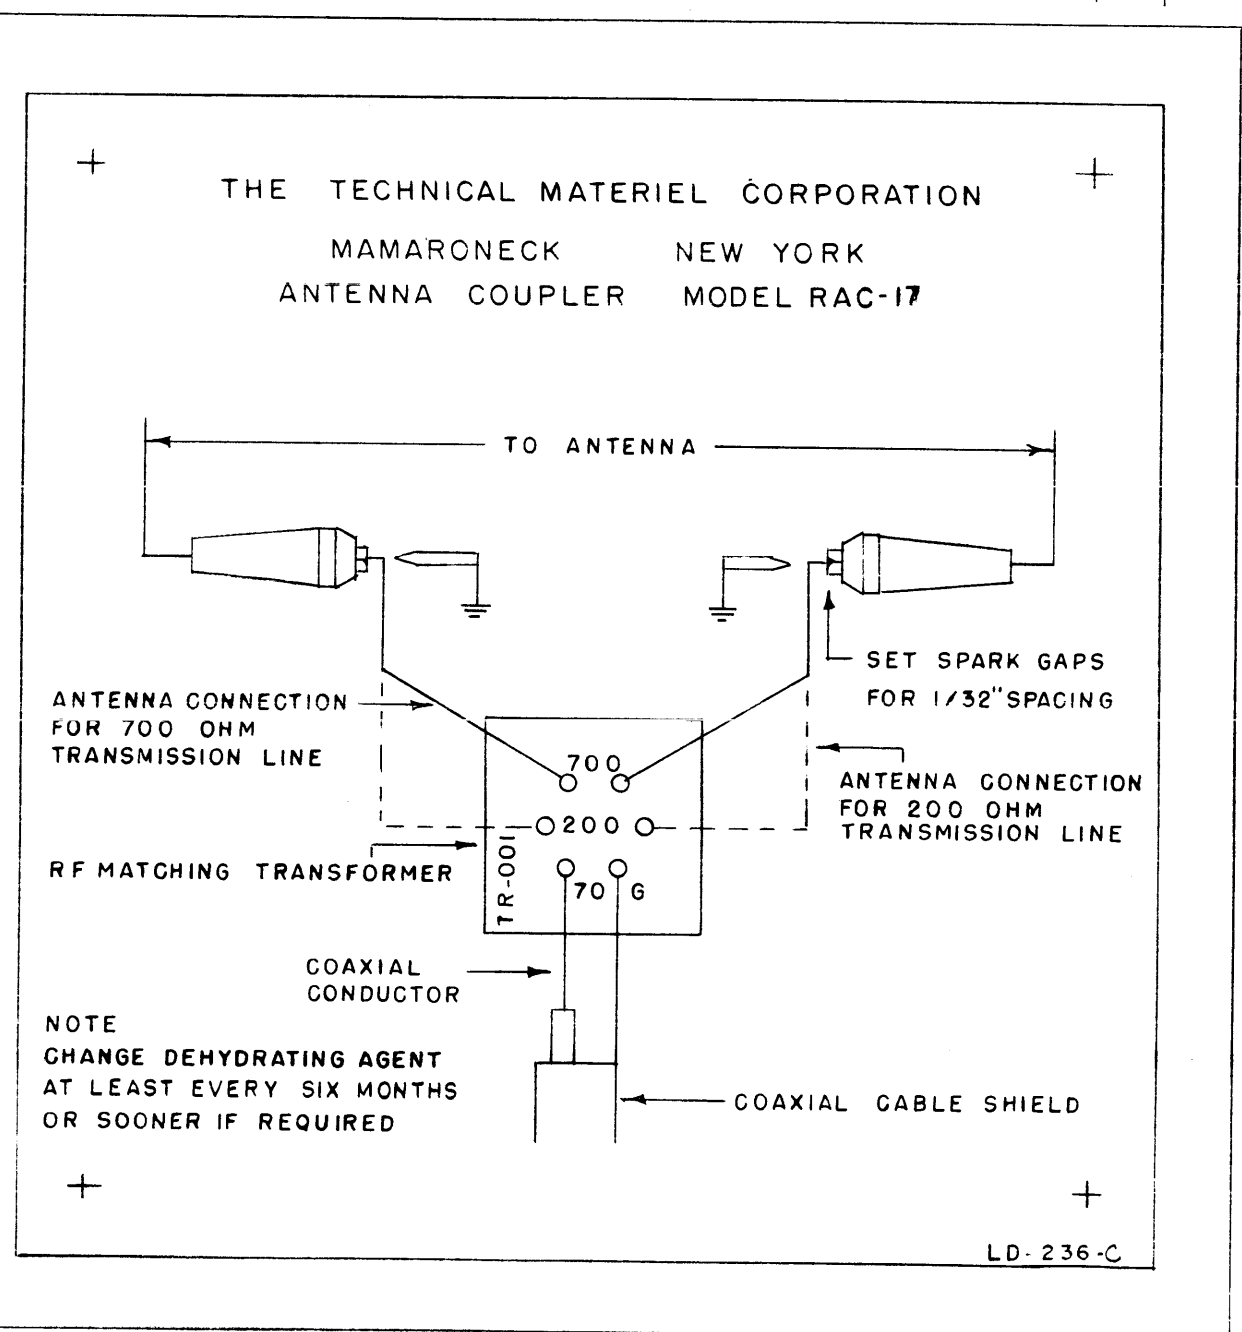 THE TECHNICAL MATERIEL CORPORATION
MAMARONECK NEW YORK
ANTENNA COUPLER MODEL RAC-17
TO ANTENNA
SET SPARK GAPS
FOR 1/32" SPACING
ANTENNA CONNECTION
FOR 700 OHM
TRANSMISSION LINE
700
ANTENNA CONNECTION
FOR 200 OHM
TRANSMISSION LINE
200
RF MATCHING TRANSFORMER
TR-001
70 G
COAXIAL
CONDUCTOR
NOTE
CHANGE DEHYDRATING AGENT
AT LEAST EVERY SIX MONTHS
OR SOONER IF REQUIRED
COAXIAL CABLE SHIELD
LD-236-C